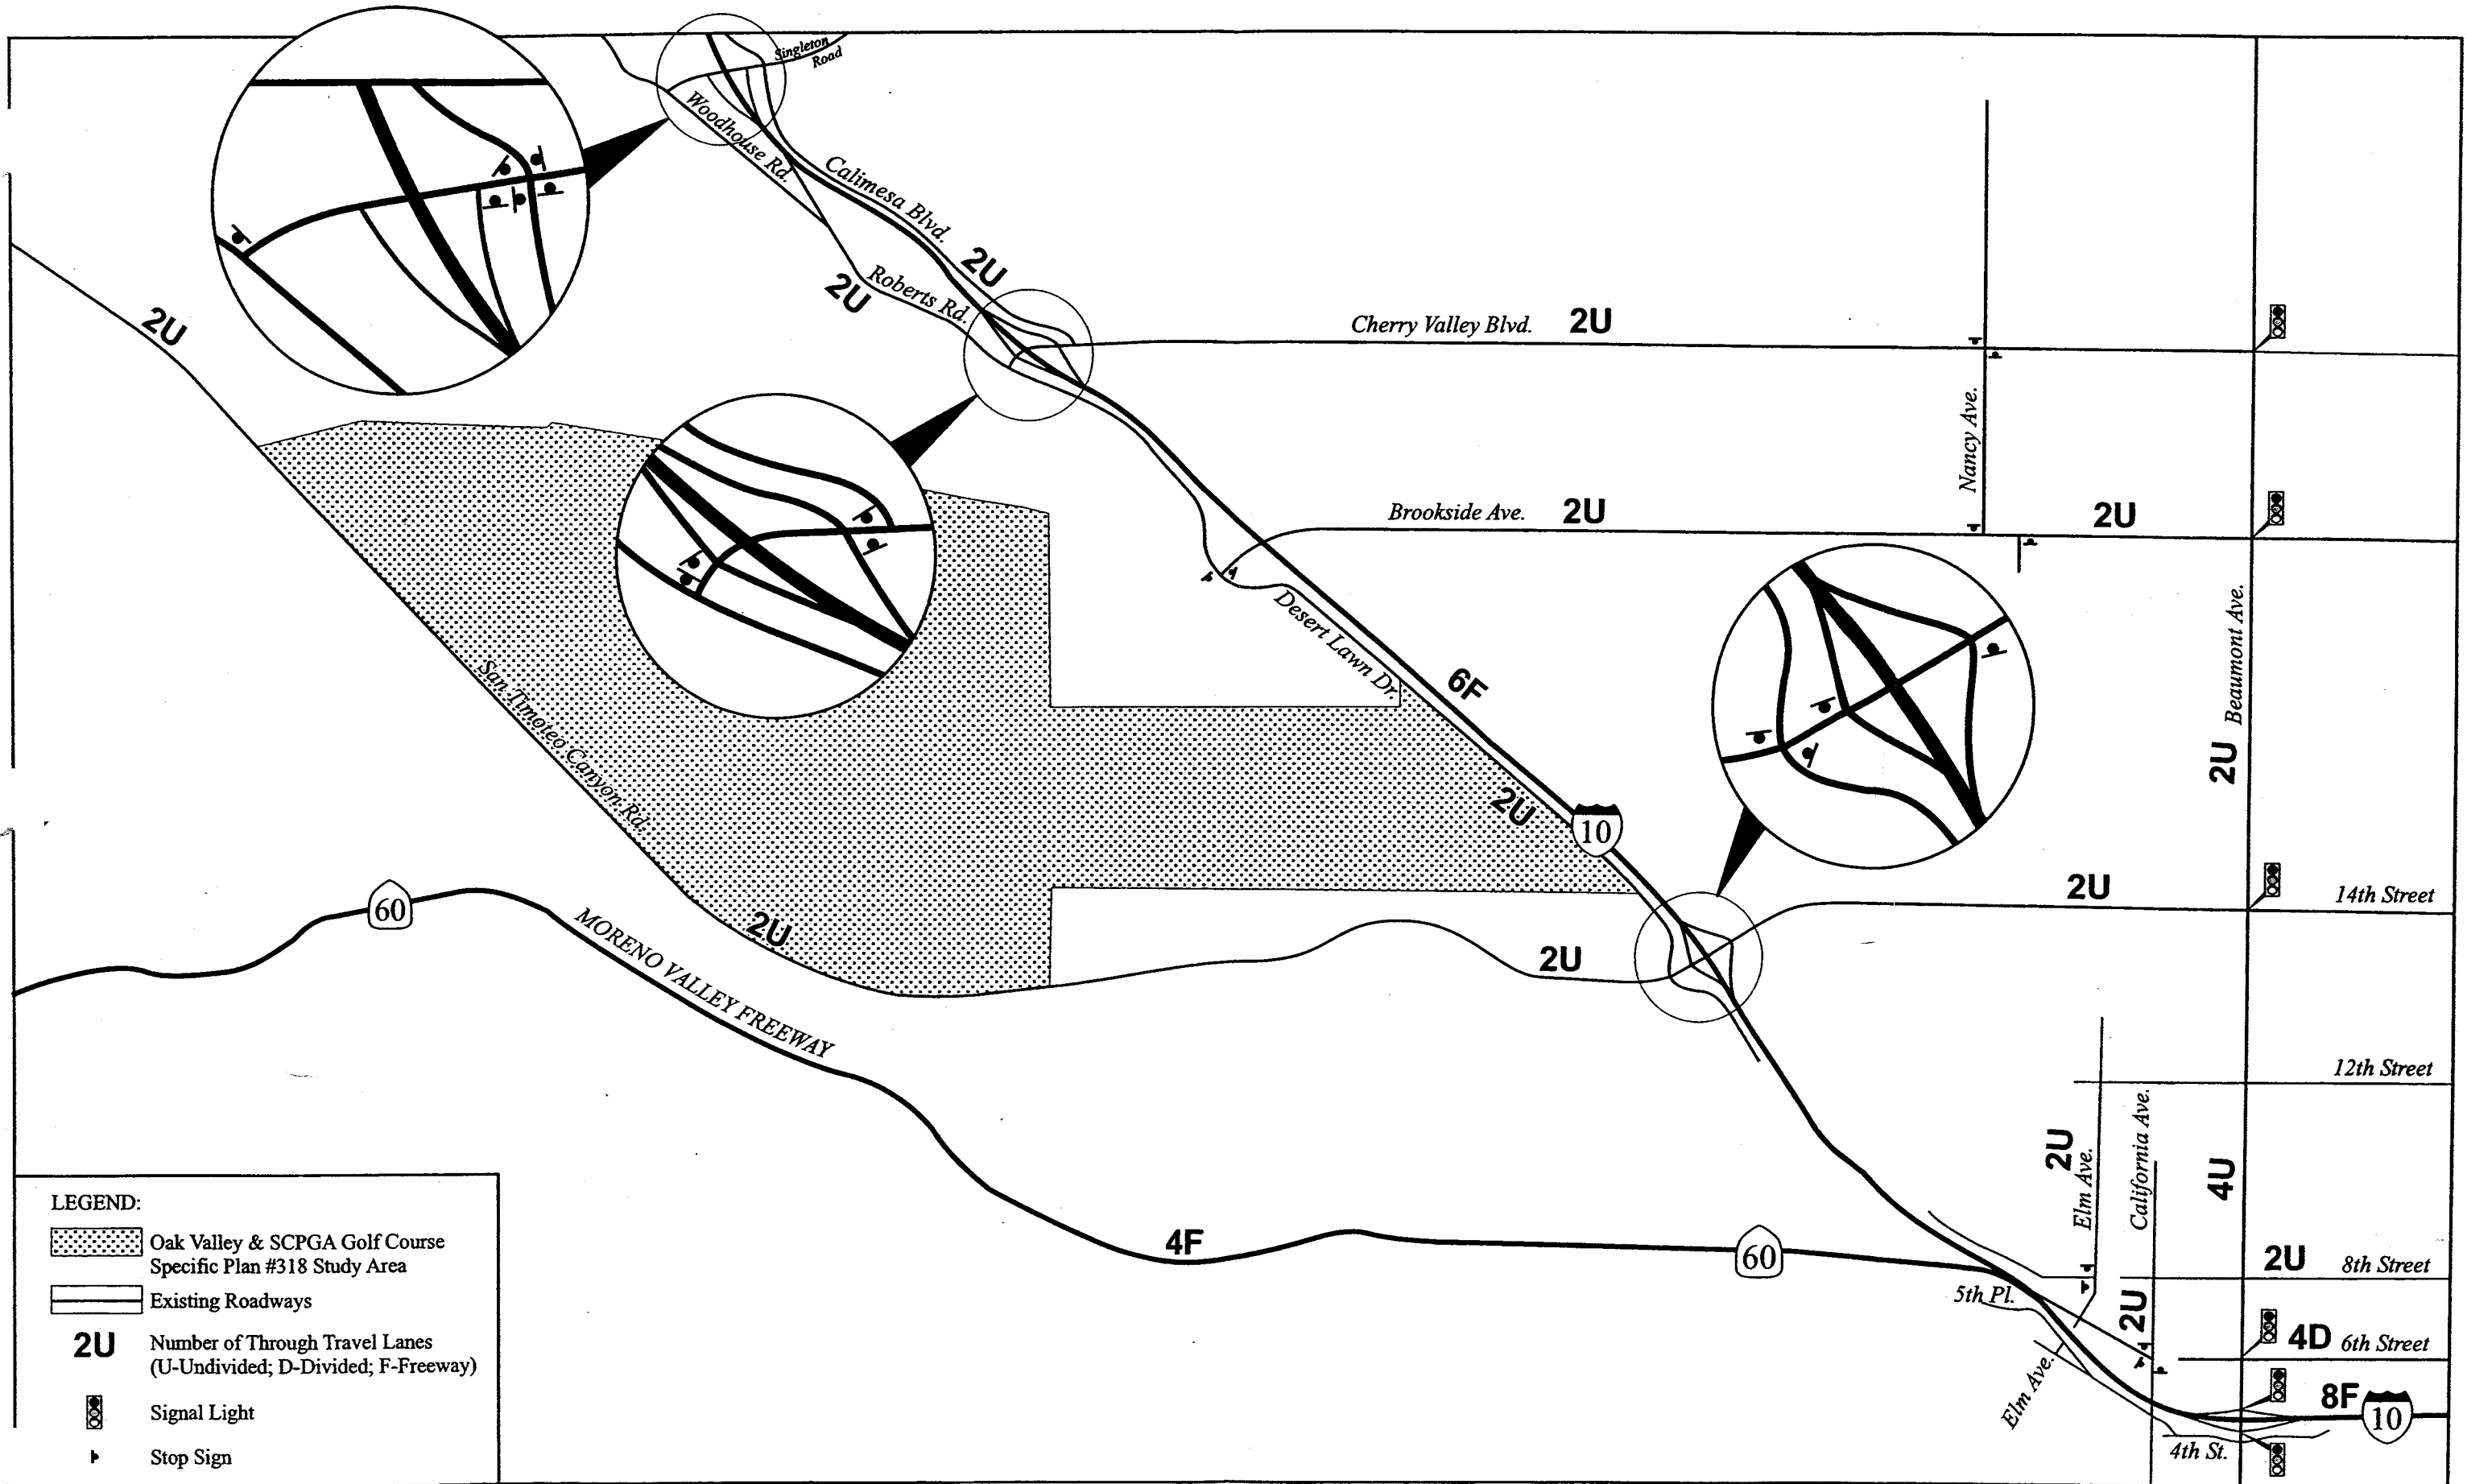 Singleton
Road
Woodhouse Rd.
Calimesa Blvd.
2U
2U
2U
Roberts Rd.
Cherry Valley Blvd.
2U
Nancy Ave.
Brookside Ave.
2U
2U
Desert Lawn Dr.
6F
Beaumont Ave.
2U
San Timoteo Canyon Rd.
2U
10
2U
14th Street
60
MORENO VALLEY FREEWAY
2U
2U
12th Street
2U
Elm Ave.
California Ave.
4U
4F
60
2U
8th Street
5th Pl.
2U
4D
6th Street
Elm Ave.
8F
10
4th St.
LEGEND:
Oak Valley & SCPGA Golf Course
Specific Plan #318 Study Area
Existing Roadways
2U
Number of Through Travel Lanes
(U-Undivided; D-Divided; F-Freeway)
Signal Light
Stop Sign